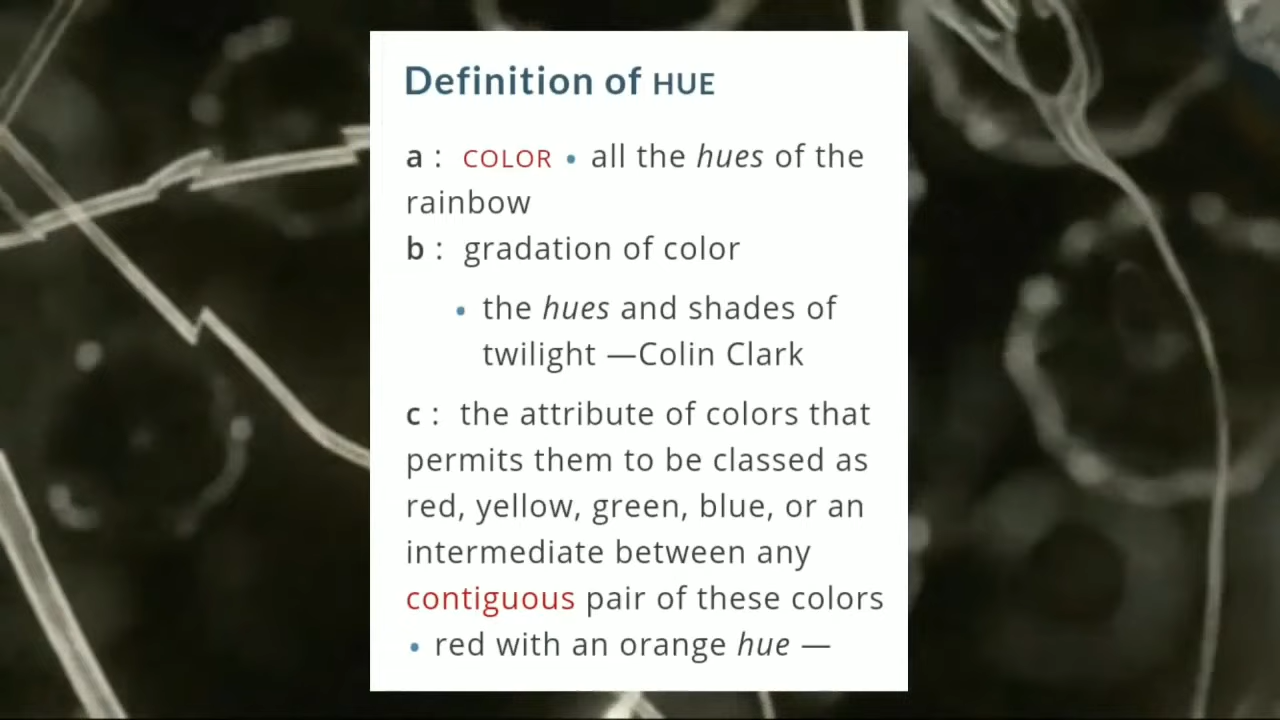 Definition of HUE
a : COLOR • all the hues of the
rainbow
b : gradation of color
• the hues and shades of
twilight —Colin Clark
c : the attribute of colors that
permits them to be classed as
red, yellow, green, blue, or an
intermediate between any
contiguous pair of these colors
• red with an orange hue —